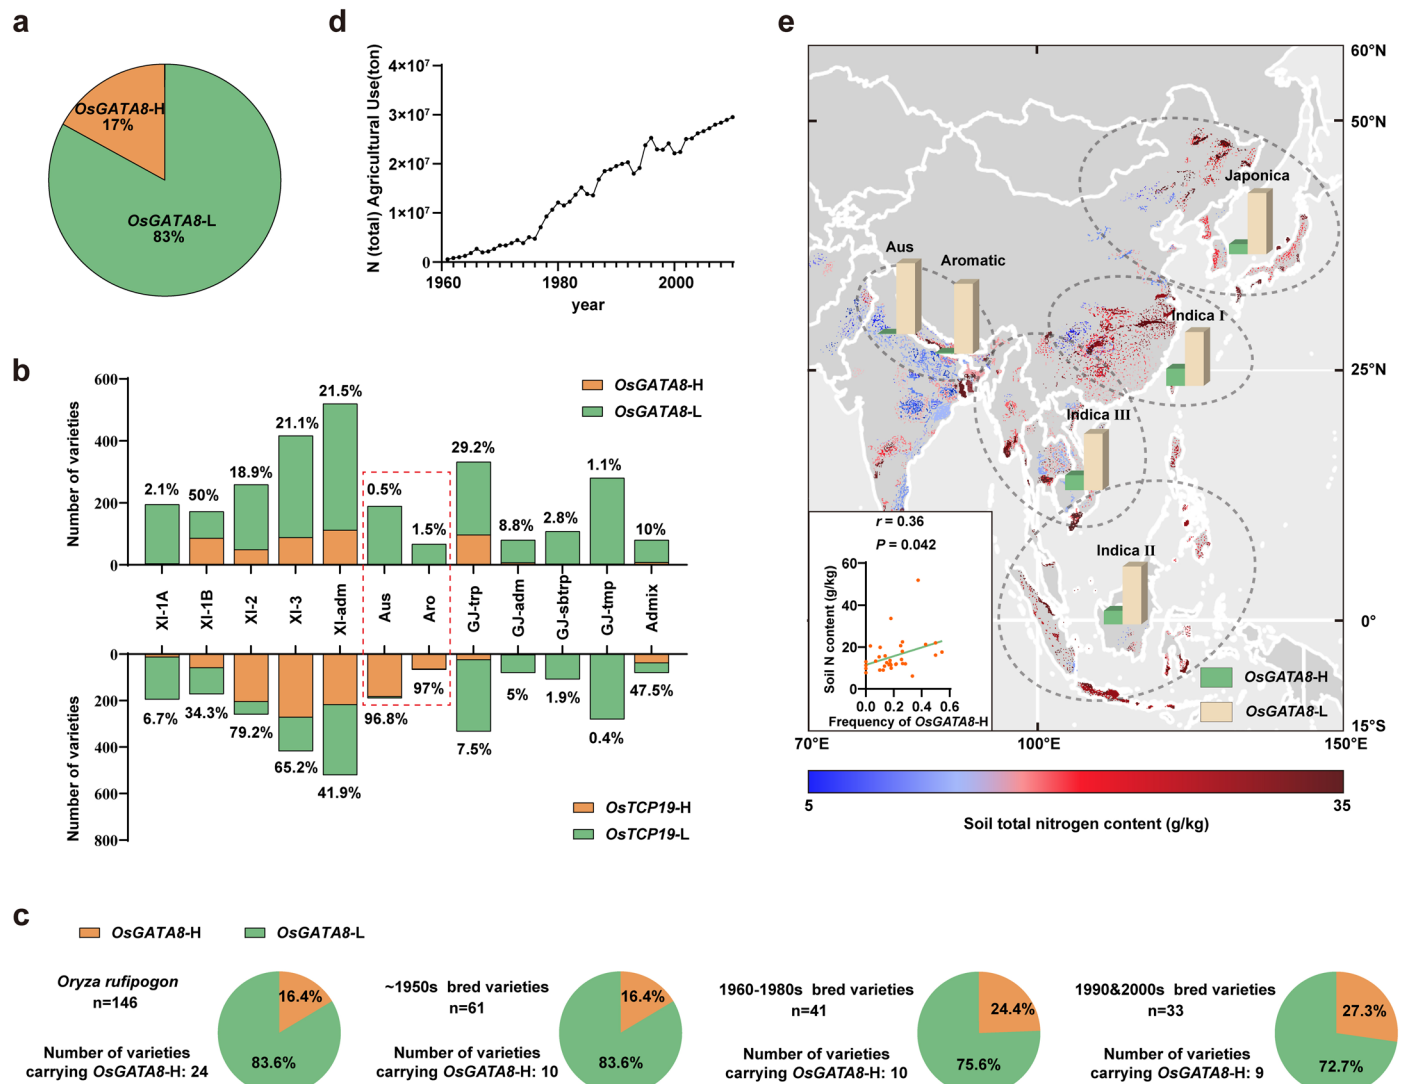 a
OsGATA8-H
17%
OsGATA8-L
83%
d
N (total) Agricultural Use(ton)
4×10⁷
3×10⁷
2×10⁷
1×10⁷
0
1960
1980
2000
year
e
60°N
50°N
25°N
0°
15°S
70°E
100°E
150°E
Japonica
Aus
Aromatic
Indica I
Indica III
Indica II
OsGATA8-H
OsGATA8-L
r = 0.36
P = 0.042
Soil N content (g/kg)
60
40
20
0
0.0
0.2
0.4
0.6
Frequency of OsGATA8-H
5
35
Soil total nitrogen content (g/kg)
b
Number of varieties
600
400
200
0
OsGATA8-H
OsGATA8-L
2.1%
50%
18.9%
21.1%
21.5%
0.5%
1.5%
29.2%
8.8%
2.8%
1.1%
10%
XI-1A
XI-1B
XI-2
XI-3
XI-adm
Aus
Aro
GJ-trp
GJ-adm
GJ-sbtrp
GJ-tmp
Admix
Number of varieties
0
200
400
600
800
6.7%
34.3%
79.2%
65.2%
41.9%
96.8%
97%
7.5%
5%
1.9%
0.4%
47.5%
OsTCP19-H
OsTCP19-L
c
OsGATA8-H
OsGATA8-L
Oryza rufipogon
n=146
Number of varieties
carrying OsGATA8-H: 24
16.4%
83.6%
~1950s bred varieties
n=61
Number of varieties
carrying OsGATA8-H: 10
16.4%
83.6%
1960-1980s bred varieties
n=41
Number of varieties
carrying OsGATA8-H: 10
24.4%
75.6%
1990&2000s bred varieties
n=33
Number of varieties
carrying OsGATA8-H: 9
27.3%
72.7%